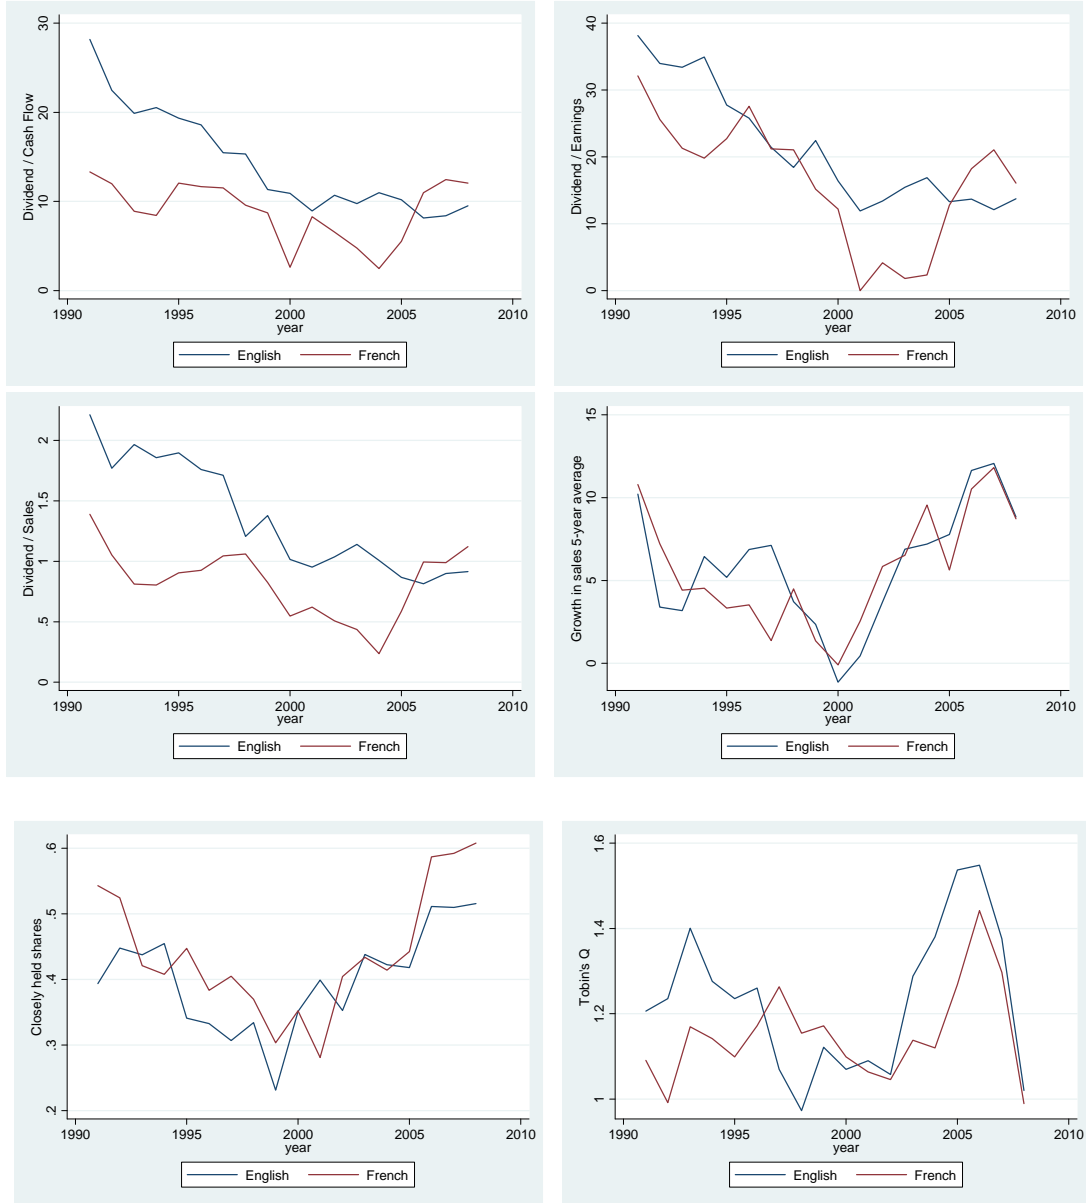 Dividend / Cash Flow
30
20
10
0
1990 1995 2000 2005 2010
year
English French
Dividend / Earnings
40
30
20
10
0
1990 1995 2000 2005 2010
year
English French
Dividend / Sales
2
1.5
1
.5
0
1990 1995 2000 2005 2010
year
English French
Growth in sales 5-year average
15
10
5
0
1990 1995 2000 2005 2010
year
English French
Closely held shares
.6
.5
.4
.3
.2
1990 1995 2000 2005 2010
year
English French
Tobin's Q
1.6
1.4
1.2
1
1990 1995 2000 2005 2010
year
English French